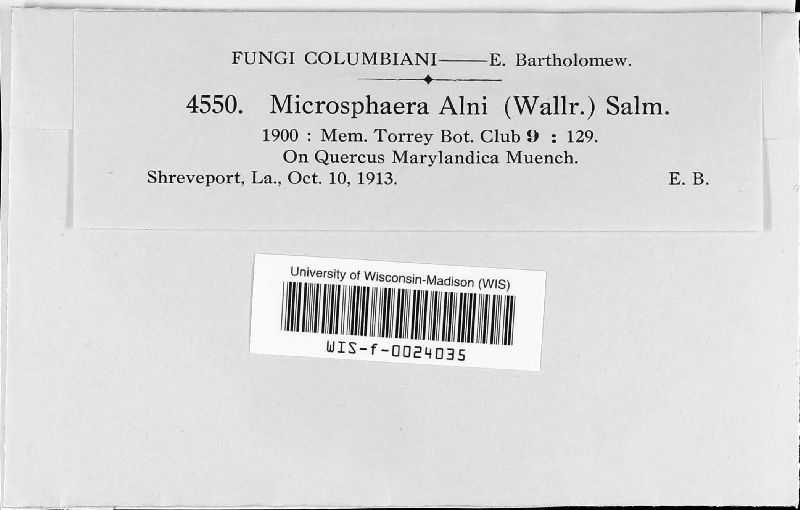 FUNGI COLUMBIANI——E. Bartholomew.
4550. Microsphaera Alni (Wallr.) Salm.
1900 : Mem. Torrey Bot. Club 9 : 129.
On Quercus Marylandica Muench.
Shreveport, La., Oct. 10, 1913. E. B.
University of Wisconsin-Madison (WIS)
WIS-f-0024035